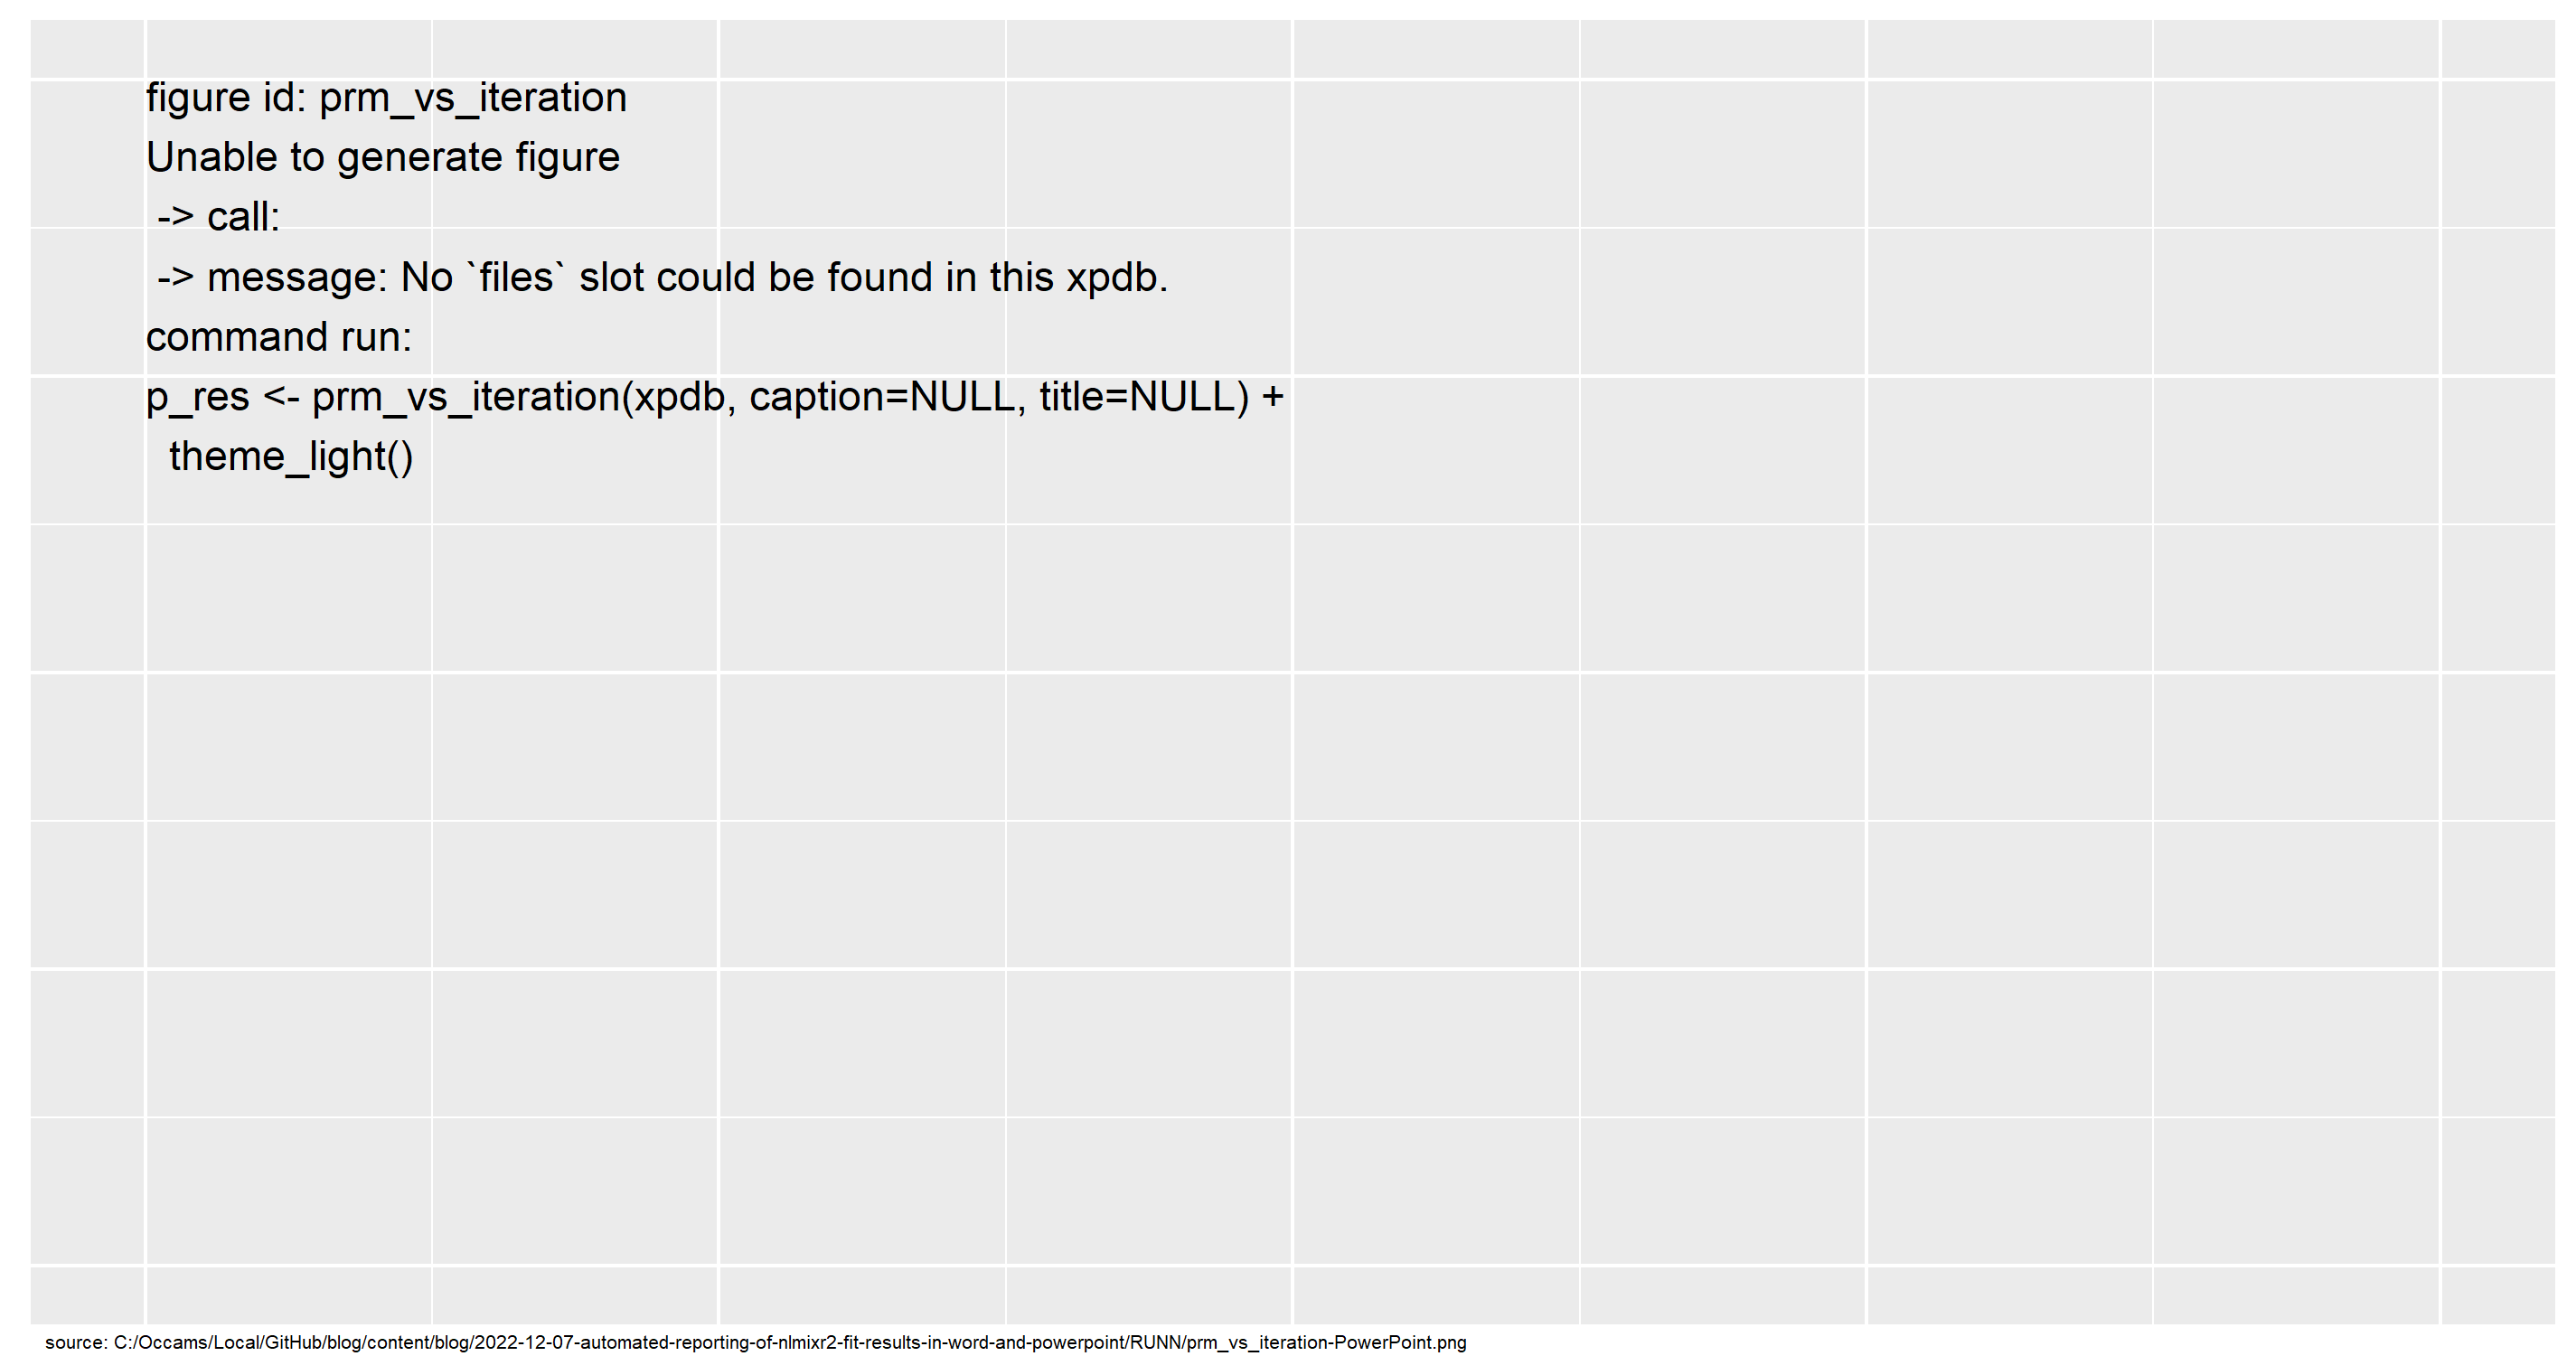 figure id: prm_vs_iteration
Unable to generate figure
-> call:
-> message: No `files` slot could be found in this xpdb.
command run:
p_res <- prm_vs_iteration(xpdb, caption=NULL, title=NULL) +
theme_light()
source: C:/Occams/Local/GitHub/blog/content/blog/2022-12-07-automated-reporting-of-nlmixr2-fit-results-in-word-and-powerpoint/RUNN/prm_vs_iteration-PowerPoint.png